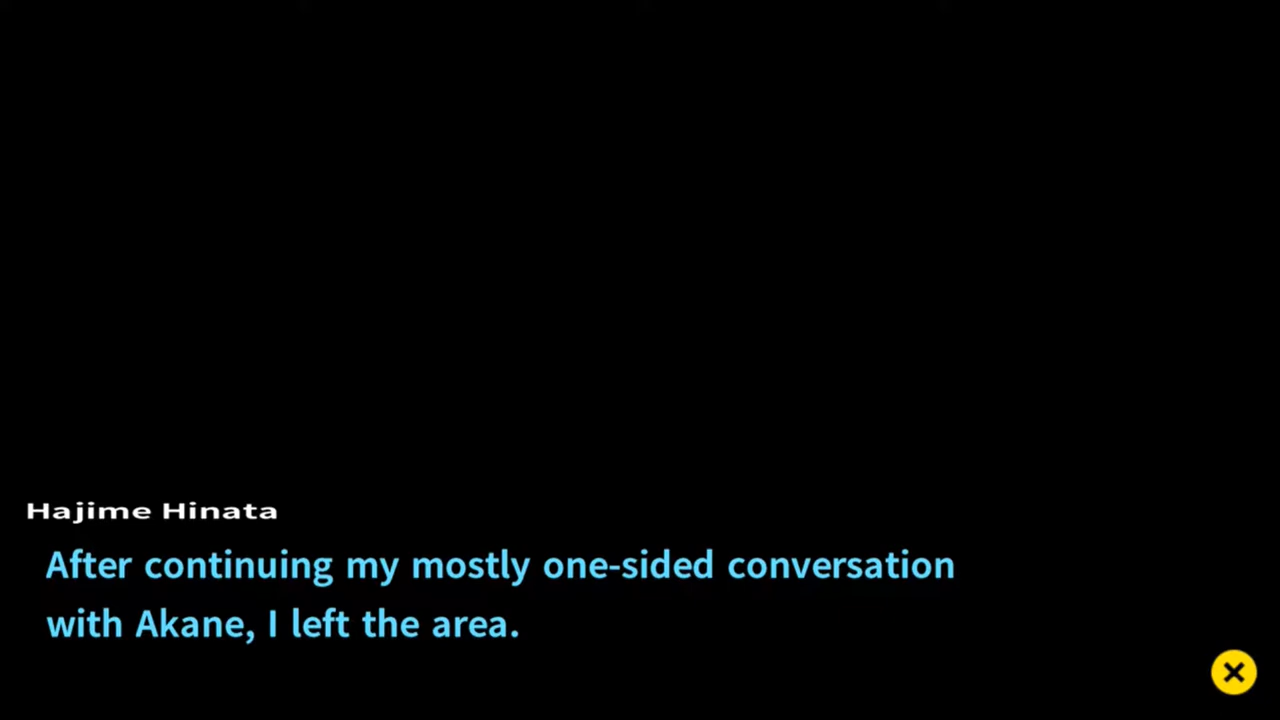 Hajime Hinata
After continuing my mostly one-sided conversation
with Akane, I left the area.